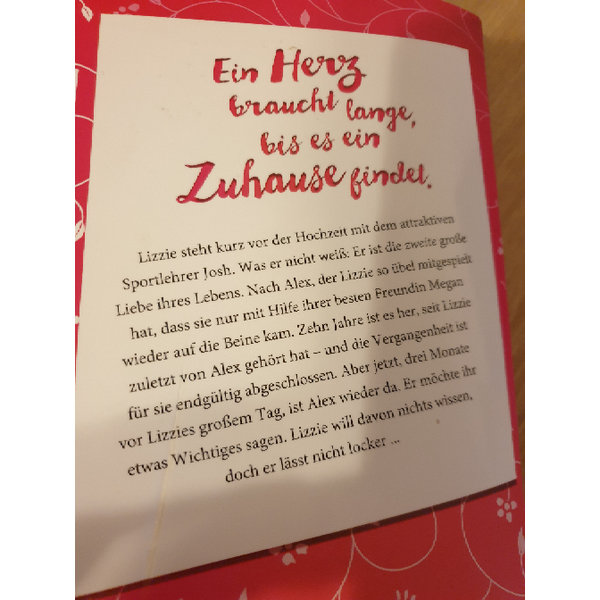 Ein Herz
braucht lange,
bis es ein
Zuhause findet.
Lizzie steht kurz vor der Hochzeit mit dem attraktiven
Sportlehrer Josh. Was er nicht weiß: Er ist die zweite große
Liebe ihres Lebens. Nach Alex, der Lizzie so übel mitgespielt
hat, dass sie nur mit Hilfe ihrer besten Freundin Megan
wieder auf die Beine kam. Zehn Jahre ist es her, seit Lizzie
zuletzt von Alex gehört hat – und die Vergangenheit ist
für sie endgültig abgeschlossen. Aber jetzt, drei Monate
vor Lizzies großem Tag, ist Alex wieder da. Er möchte ihr
etwas Wichtiges sagen. Lizzie will davon nichts wissen,
doch er lässt nicht locker ...